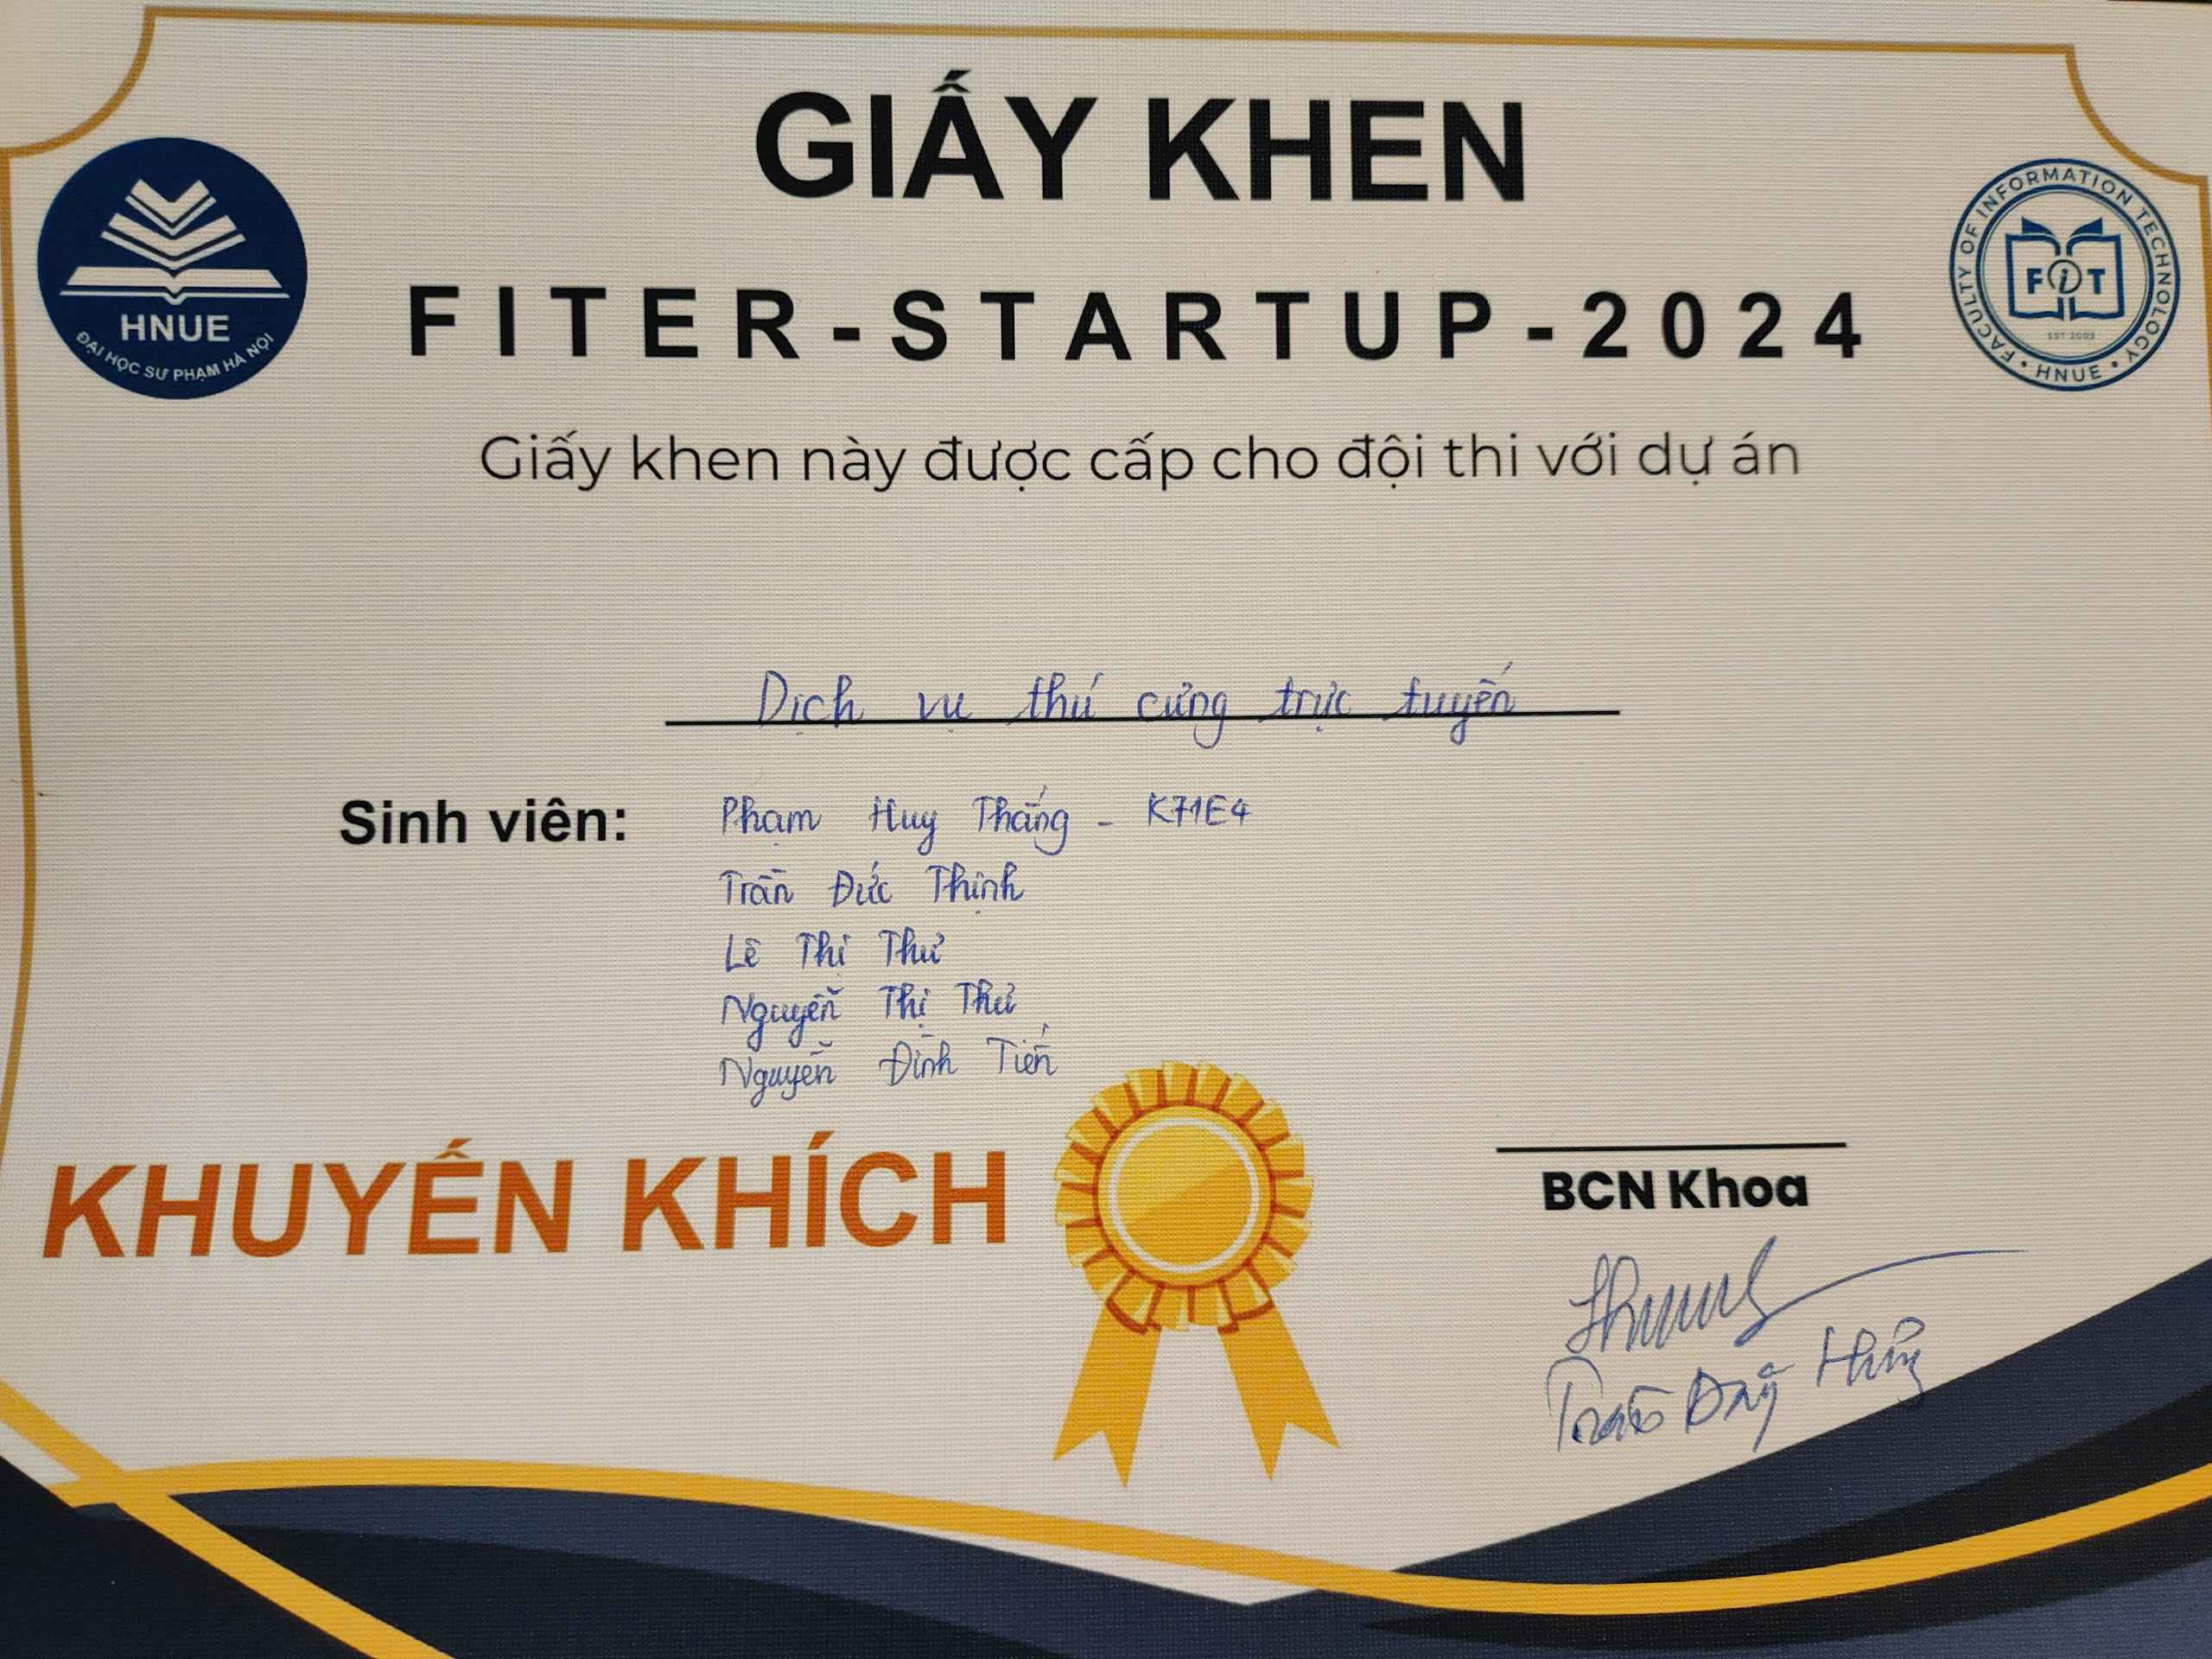 GIẤY KHEN
HNUE
ĐẠI HỌC SƯ PHẠM HÀ NỘI
FACULTY OF INFORMATION TECHNOLOGY • HNUE •
FiT
EST 2003
FITER-STARTUP-2024
Giấy khen này được cấp cho đội thi với dự án
Dịch vụ thú cưng trực tuyến
Sinh viên: Phạm Huy Thắng - K71E4
Trần Đức Thịnh
Lê Thị Thư
Nguyễn Thị Thư
Nguyễn Đình Tiến
KHUYẾN KHÍCH
BCN Khoa
Trần Đăng Hưng